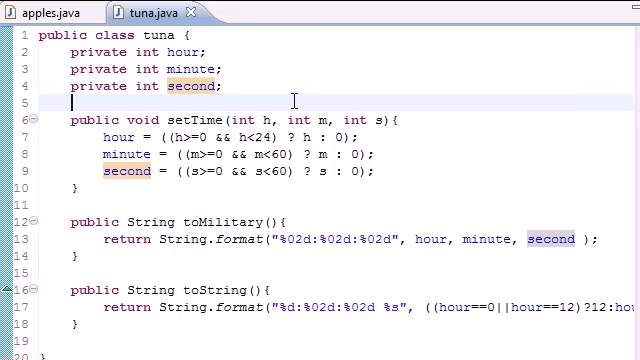 apples.java tuna.java
1 public class tuna {
2 private int hour;
3 private int minute;
4 private int second;
5
6 public void setTime(int h, int m, int s){
7 hour = ((h>=0 && h<24) ? h : 0);
8 minute = ((m>=0 && m<60) ? m : 0);
9 second = ((s>=0 && s<60) ? s : 0);
10 }
11
12 public String toMilitary(){
13 return String.format("%02d:%02d:%02d", hour, minute, second );
14 }
15
16 public String toString(){
17 return String.format("%d:%02d:%02d %s", ((hour==0||hour==12)?12:hou
18 }
19
20 }